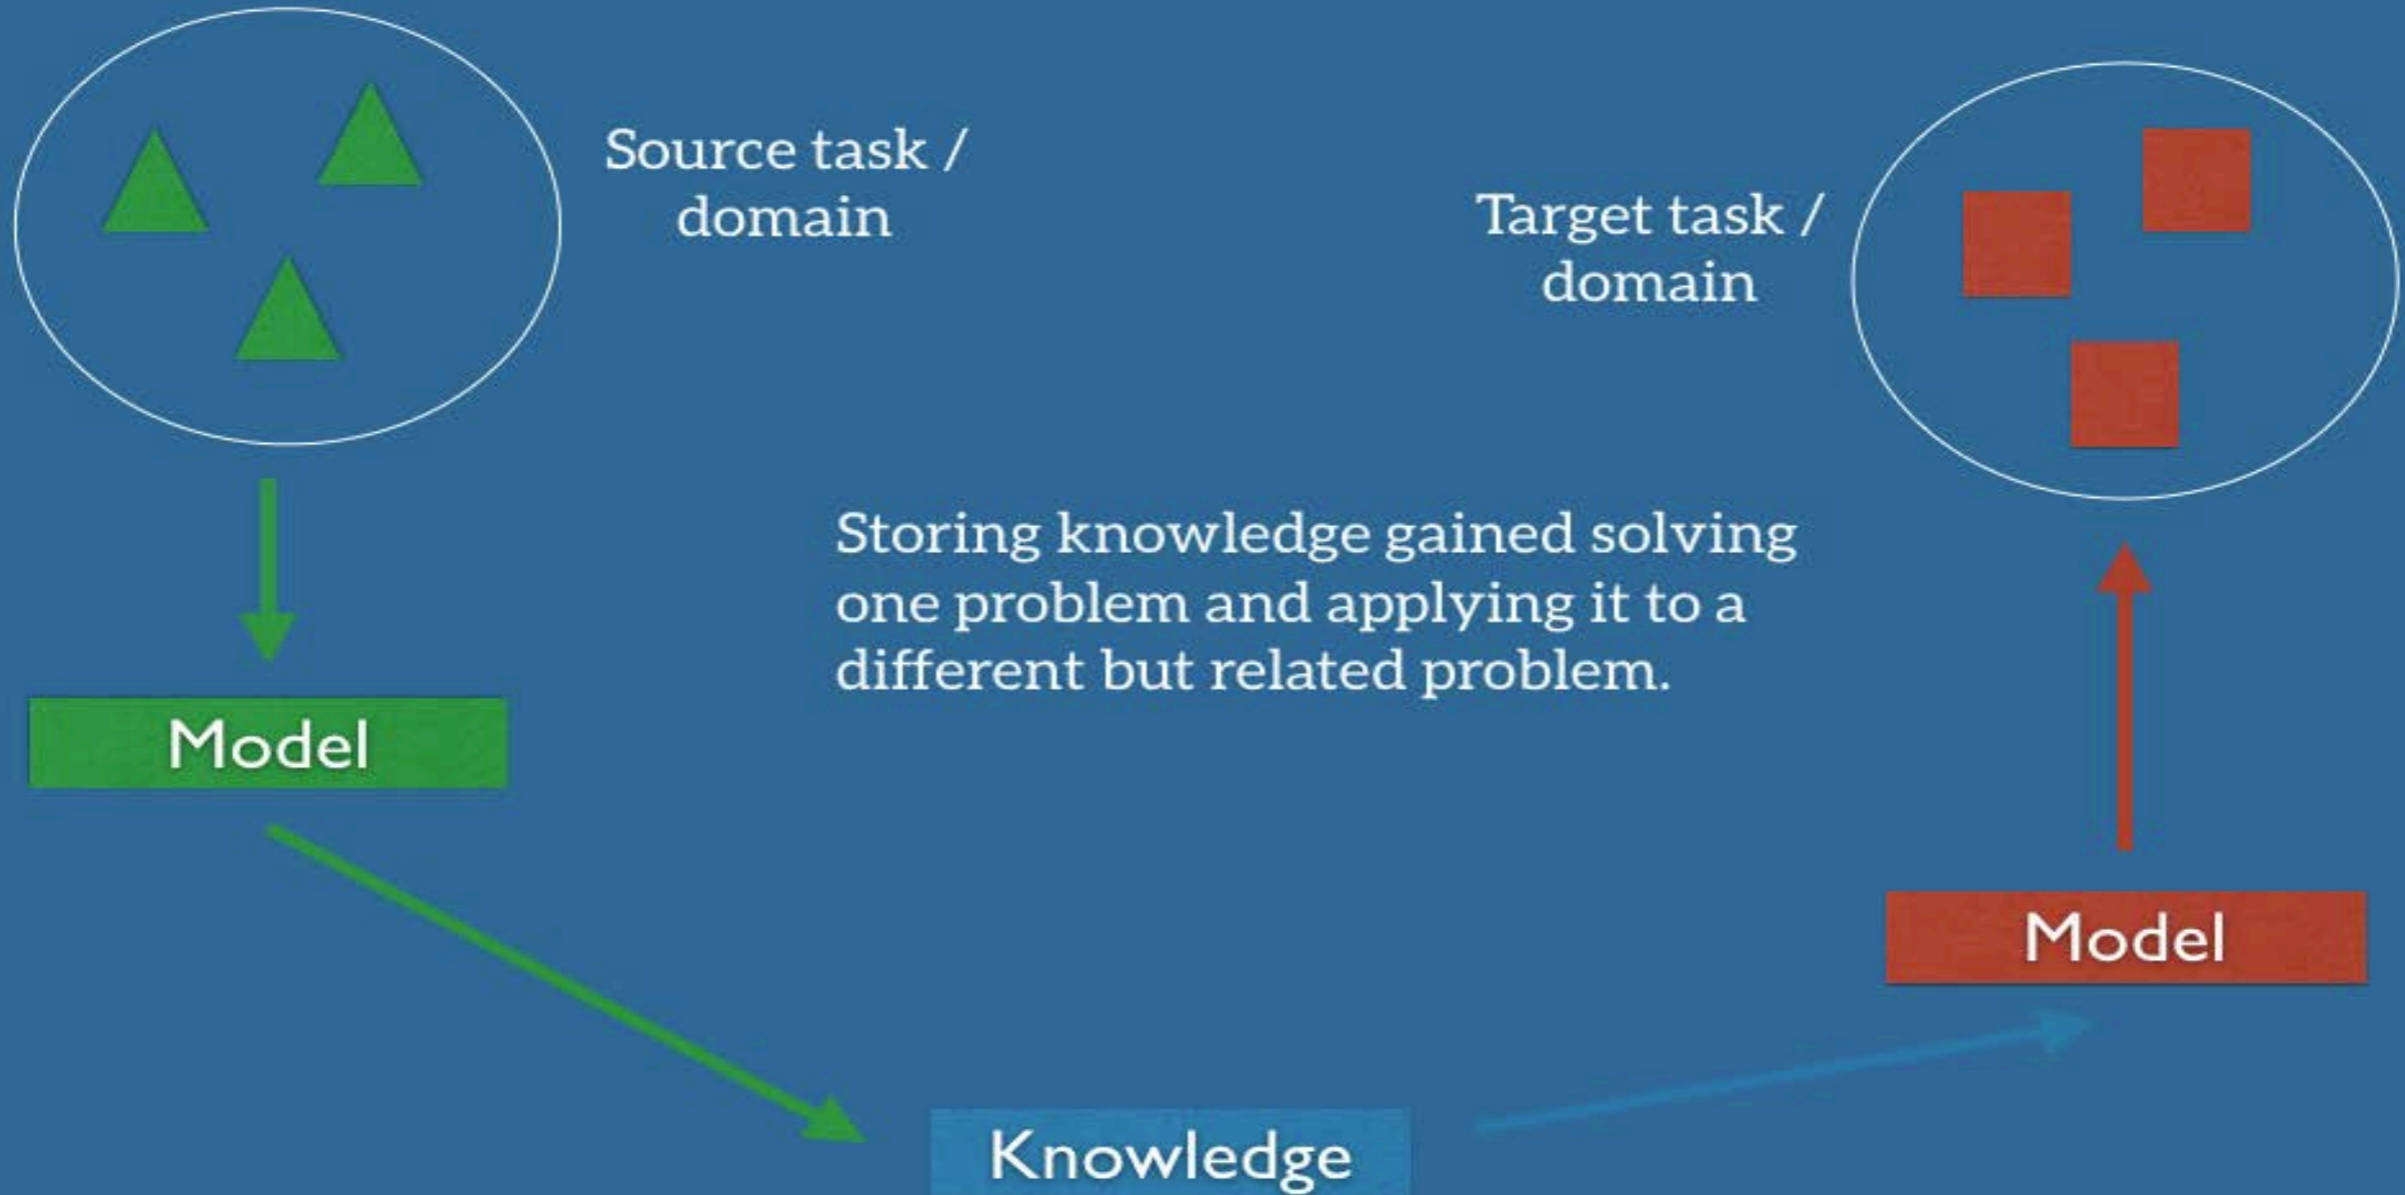 Source task /
domain
Target task /
domain
Storing knowledge gained solving
one problem and applying it to a
different but related problem.
Model
Model
Knowledge